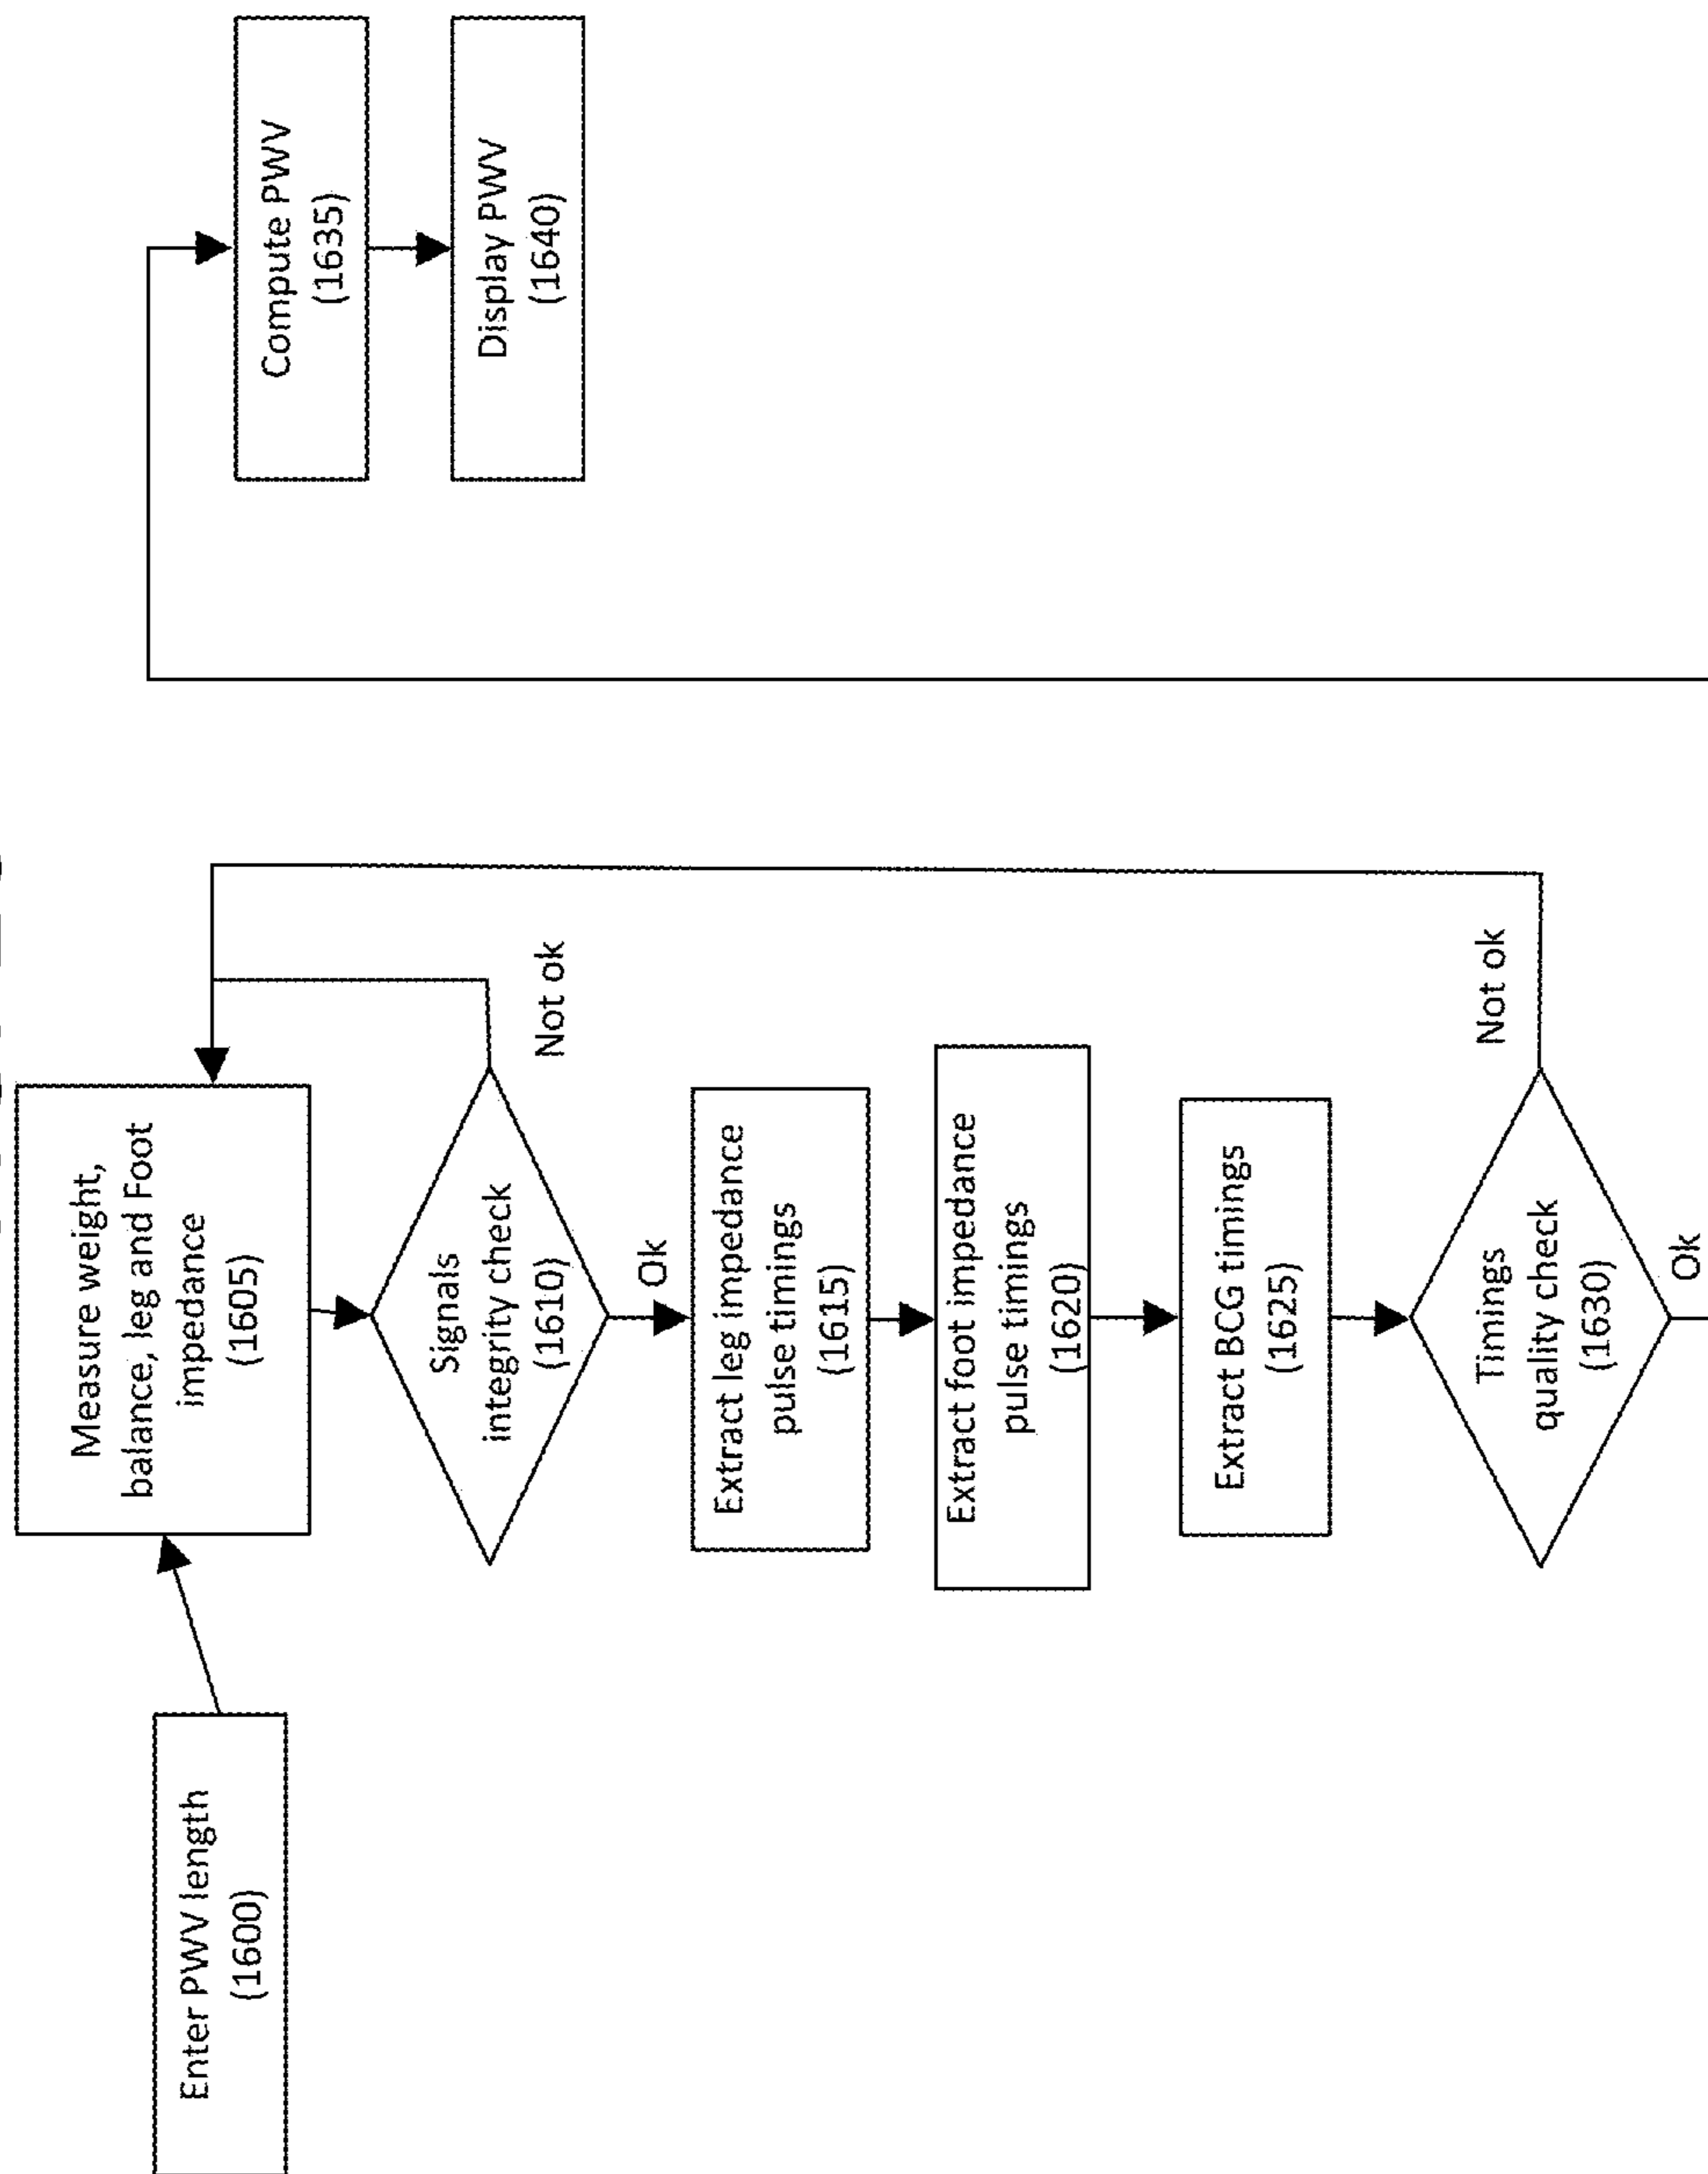 Enter PWV length
(1600)
Measure weight,
balance, leg and Foot
impedance
(1605)
Signals
integrity check
(1610)
Not ok
Ok
Extract leg impedance
pulse timings
(1615)
Extract foot impedance
pulse timings
(1620)
Extract BCG timings
(1625)
Timings
quality check
(1630)
Not ok
Ok
Compute PWV
(1635)
Display PWV
(1640)